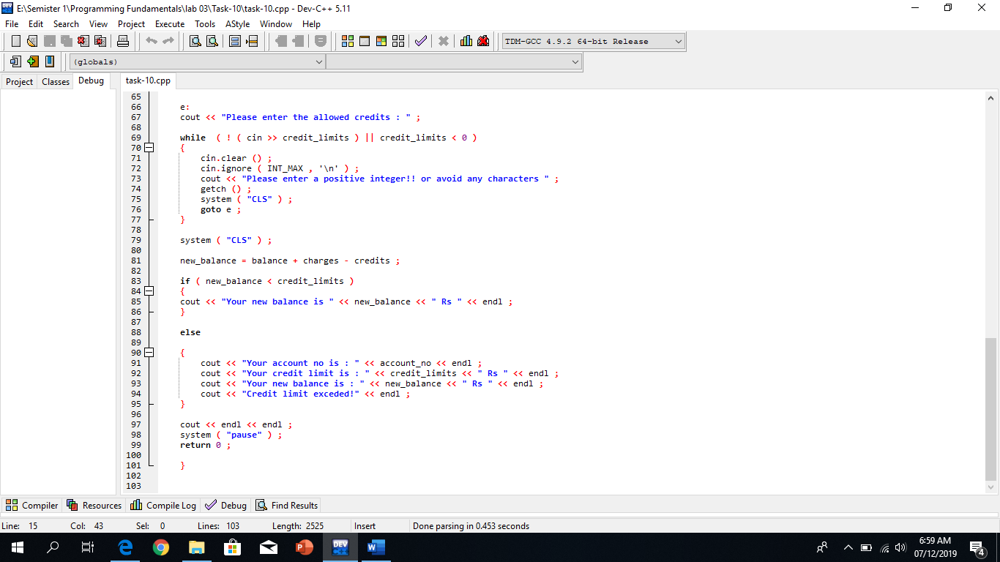 E:\Semister 1\Programming Fundamentals\lab 03\Task-10\task-10.cpp - Dev-C++ 5.11
File Edit Search View Project Execute Tools AStyle Window Help
TDM-GCC 4.9.2 64-bit Release
(globals)
Project Classes Debug task-10.cpp
65
66 e:
67 cout << "Please enter the allowed credits : " ;
68
69 while ( ! ( cin >> credit_limits ) || credit_limits < 0 )
70 {
71 cin.clear () ;
72 cin.ignore ( INT_MAX , '\n' ) ;
73 cout << "Please enter a positive integer!! or avoid any characters " ;
74 getch () ;
75 system ( "CLS" ) ;
76 goto e ;
77 }
78
79 system ( "CLS" ) ;
80
81 new_balance = balance + charges - credits ;
82
83 if ( new_balance < credit_limits )
84 {
85 cout << "Your new balance is " << new_balance << " Rs " << endl ;
86 }
87
88 else
89
90 {
91 cout << "Your account no is : " << account_no << endl ;
92 cout << "Your credit limit is : " << credit_limits << " Rs " << endl ;
93 cout << "Your new balance is : " << new_balance << " Rs " << endl ;
94 cout << "Credit limit exceded!" << endl ;
95 }
96
97 cout << endl << endl ;
98 system ( "pause" ) ;
99 return 0 ;
100
101 }
102
103
Compiler Resources Compile Log Debug Find Results
Line: 15 Col: 43 Sel: 0 Lines: 103 Length: 2525 Insert Done parsing in 0.453 seconds
6:59 AM
07/12/2019
4